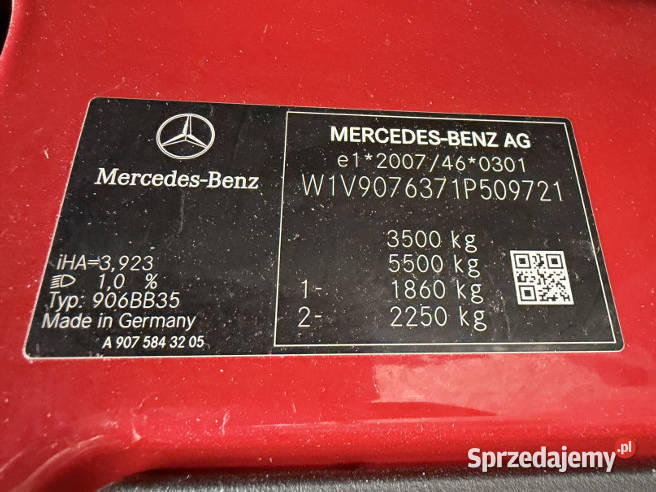 Mercedes-Benz
iHA=3,923
1,0 %
Typ: 906BB35
Made in Germany
A 907 584 32 05
MERCEDES-BENZ AG
e1*2007/46*0301
W1V9076371P509721
3500 kg
5500 kg
1- 1860 kg
2- 2250 kg
Sprzedajemy.pl